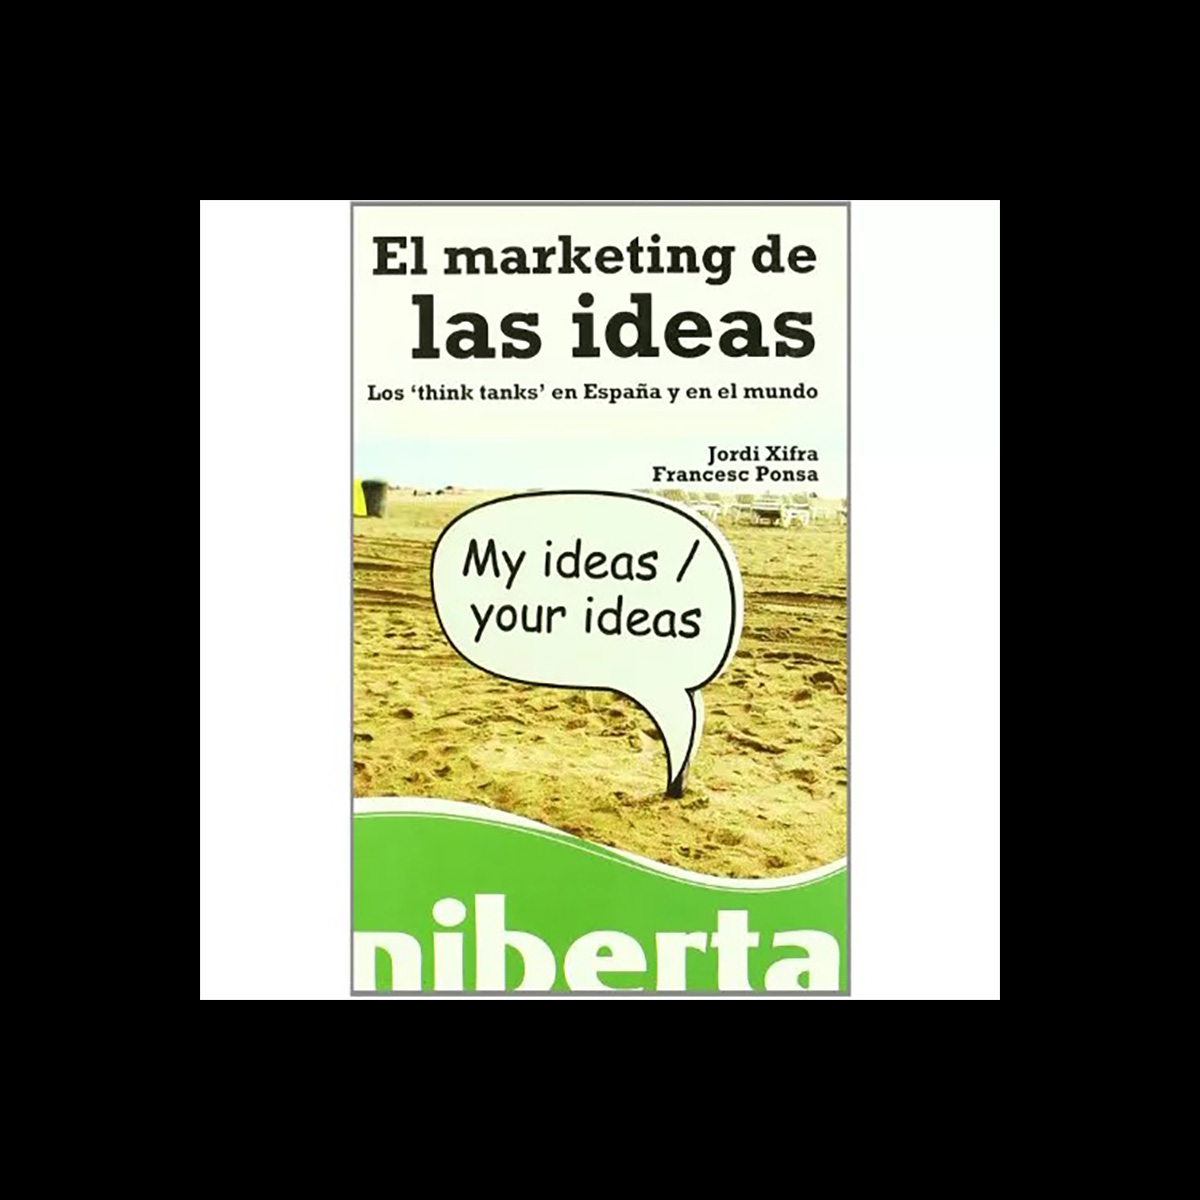 El marketing de
las ideas
Los ‘think tanks’ en España y en el mundo
Jordi Xifra
Francesc Ponsa
My ideas /
your ideas
niberta